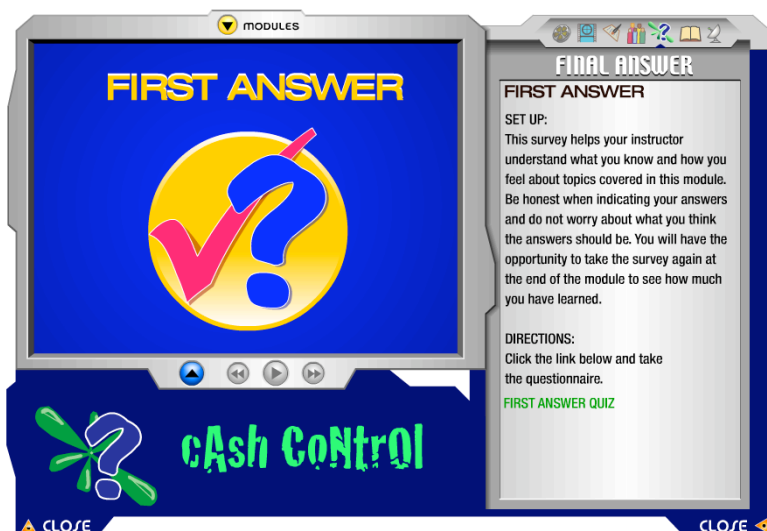 MODULES
FIRST ANSWER
cAsh CoNtrOl
CLOSE
FINAL ANSWER
FIRST ANSWER
SET UP:
This survey helps your instructor
understand what you know and how you
feel about topics covered in this module.
Be honest when indicating your answers
and do not worry about what you think
the answers should be. You will have the
opportunity to take the survey again at
the end of the module to see how much
you have learned.
DIRECTIONS:
Click the link below and take
the questionnaire.
FIRST ANSWER QUIZ
CLOSE